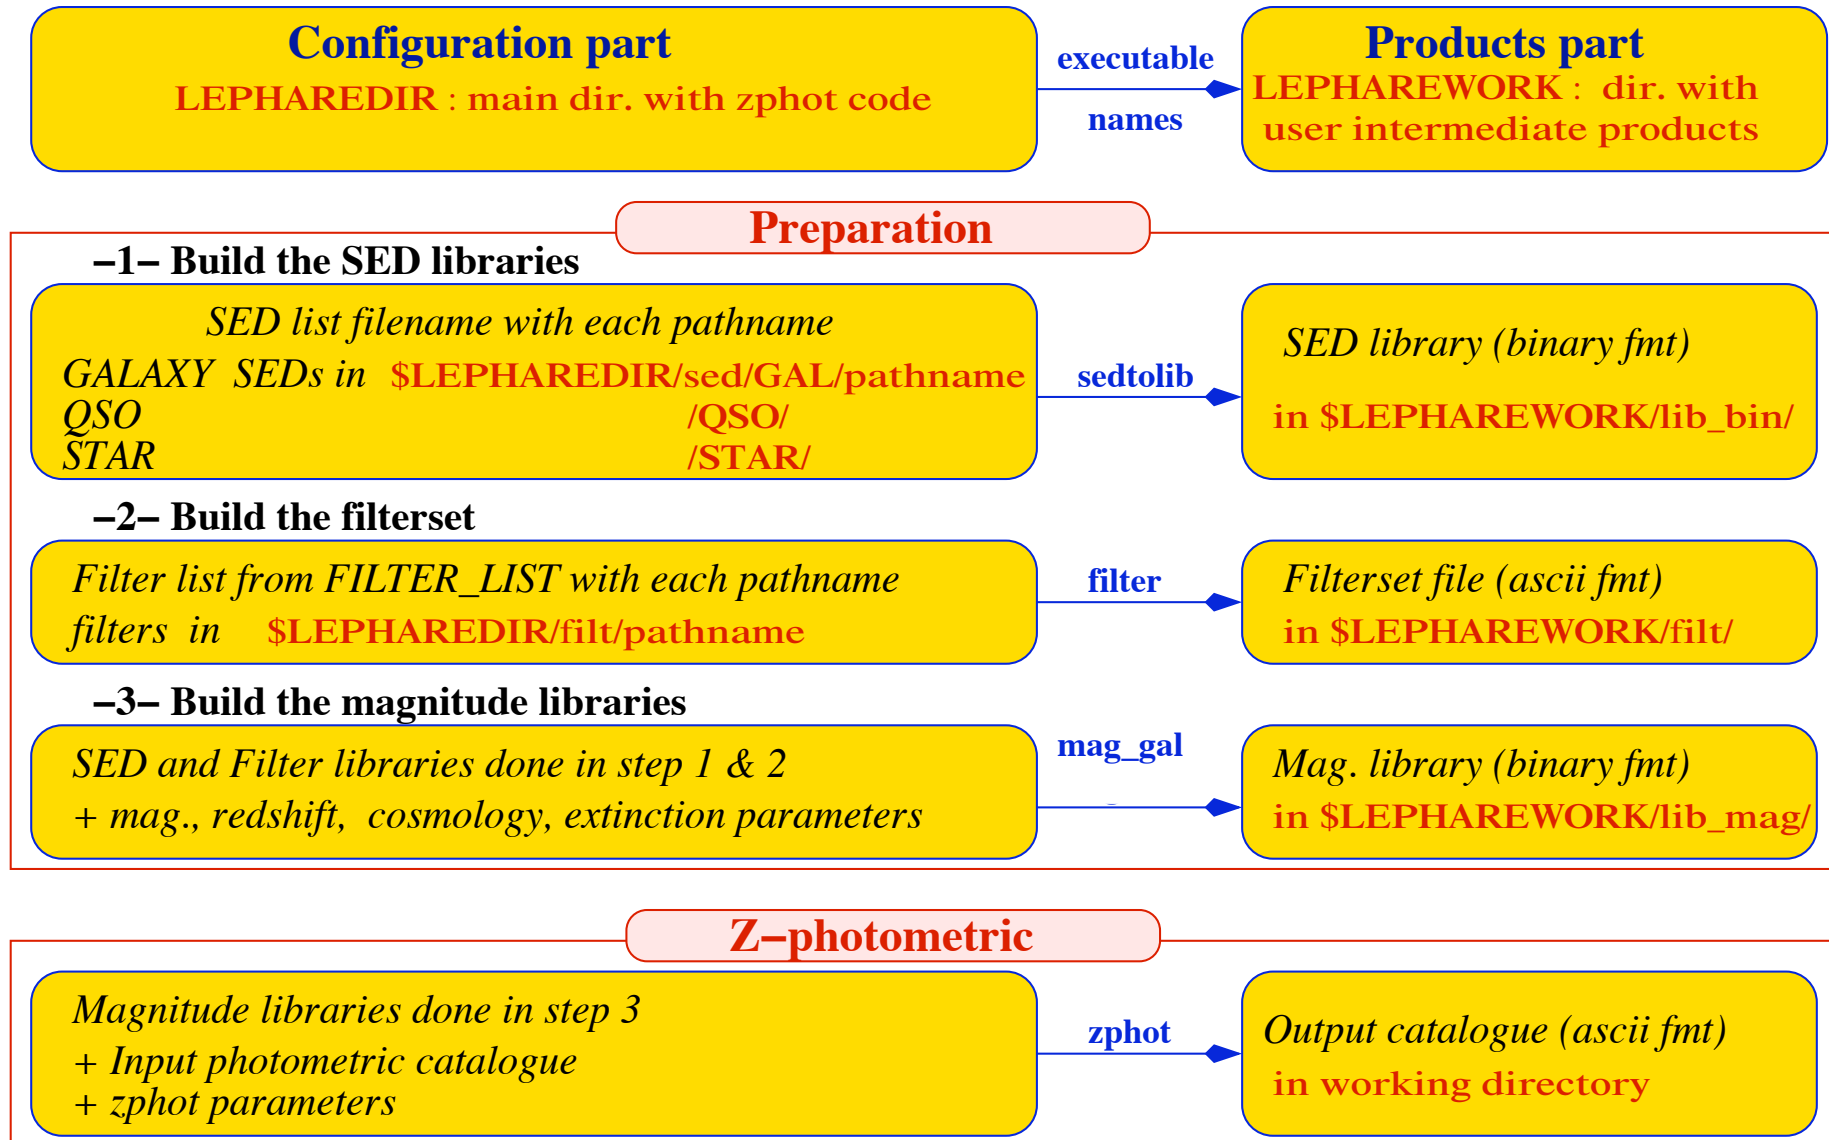 Configuration part
LEPHAREDIR : main dir. with zphot code
executable
names
Products part
LEPHAREWORK : dir. with
user intermediate products
Preparation
−1− Build the SED libraries
SED list filename with each pathname
GALAXY SEDs in $LEPHAREDIR/sed/GAL/pathname
QSO /QSO/
STAR /STAR/
sedtolib
SED library (binary fmt)
in $LEPHAREWORK/lib_bin/
−2− Build the filterset
Filter list from FILTER_LIST with each pathname
filters in $LEPHAREDIR/filt/pathname
filter
Filterset file (ascii fmt)
in $LEPHAREWORK/filt/
−3− Build the magnitude libraries
SED and Filter libraries done in step 1 & 2
+ mag., redshift, cosmology, extinction parameters
mag_gal
Mag. library (binary fmt)
in $LEPHAREWORK/lib_mag/
Z−photometric
Magnitude libraries done in step 3
+ Input photometric catalogue
+ zphot parameters
zphot
Output catalogue (ascii fmt)
in working directory